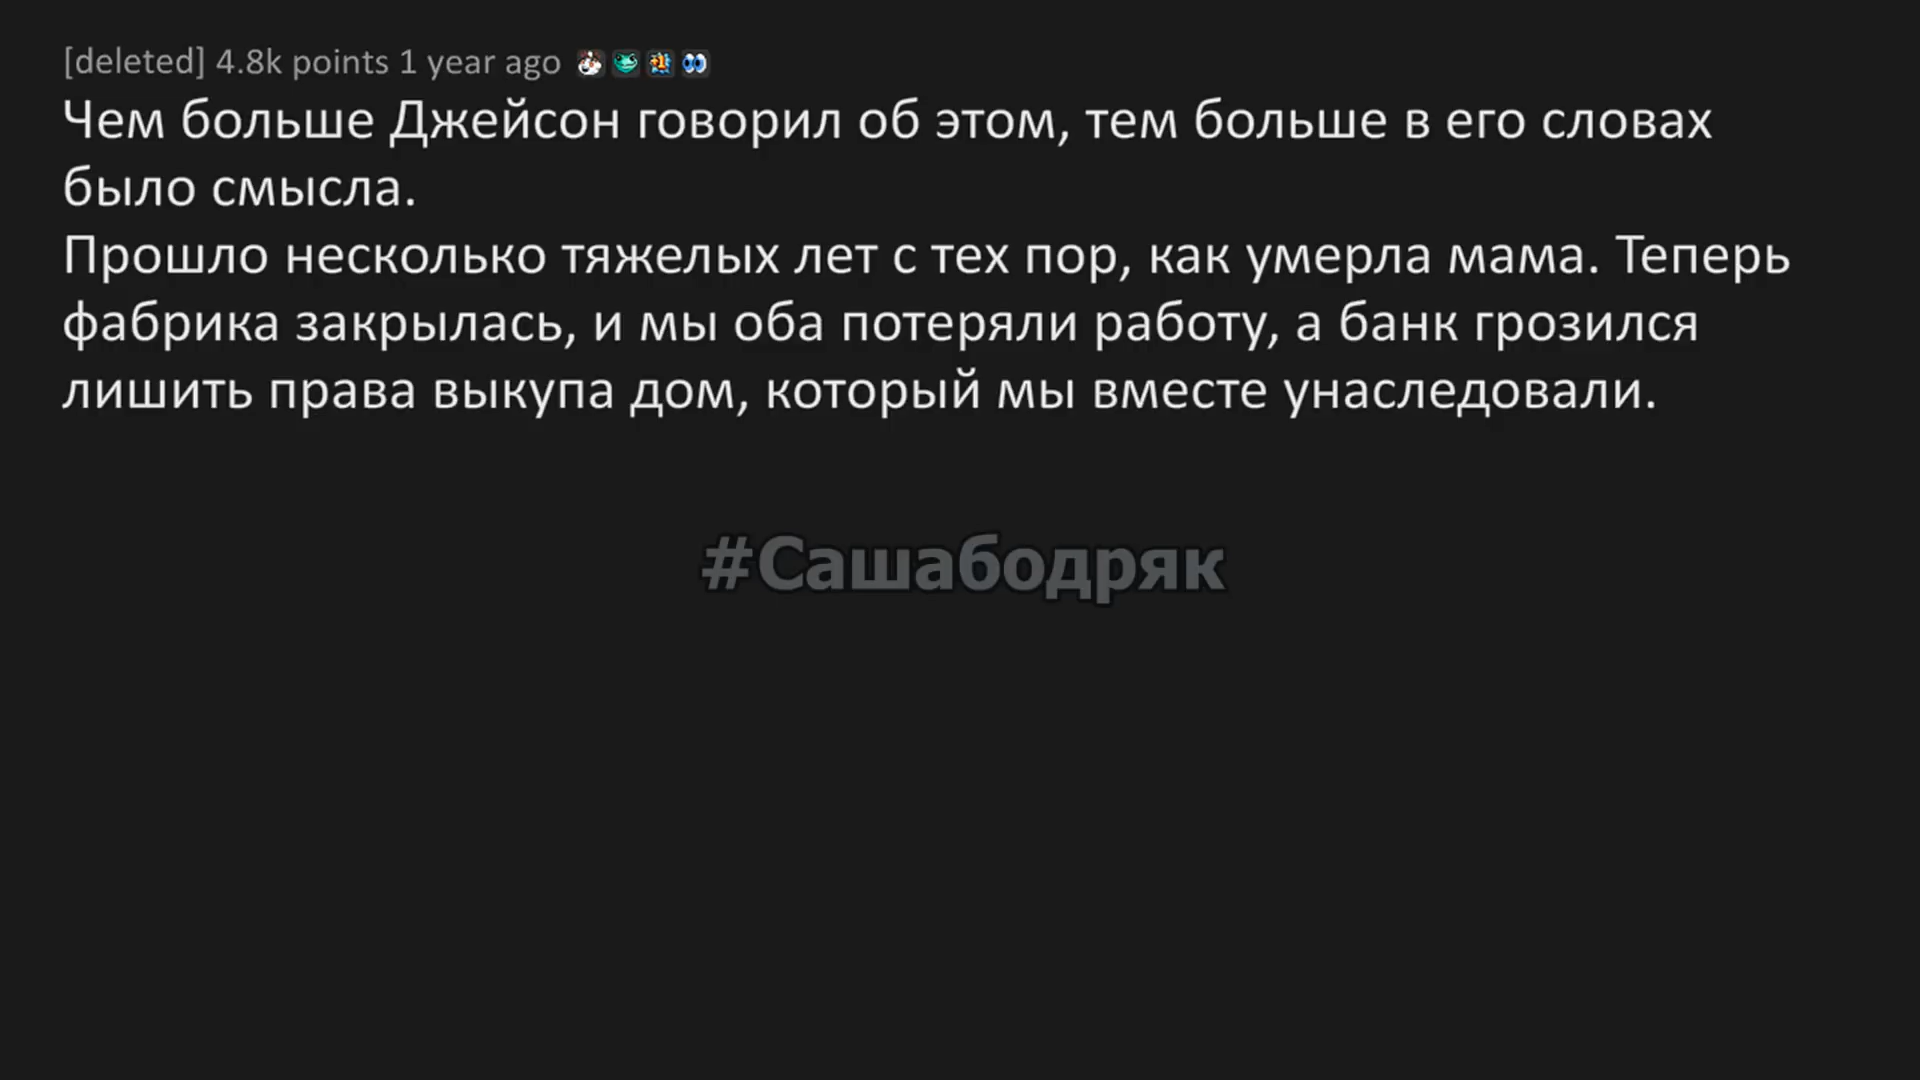 [deleted] 4.8k points 1 year ago
Чем больше Джейсон говорил об этом, тем больше в его словах
было смысла.
Прошло несколько тяжелых лет с тех пор, как умерла мама. Теперь
фабрика закрылась, и мы оба потеряли работу, а банк грозился
лишить права выкупа дом, который мы вместе унаследовали.
#Сашабодряк